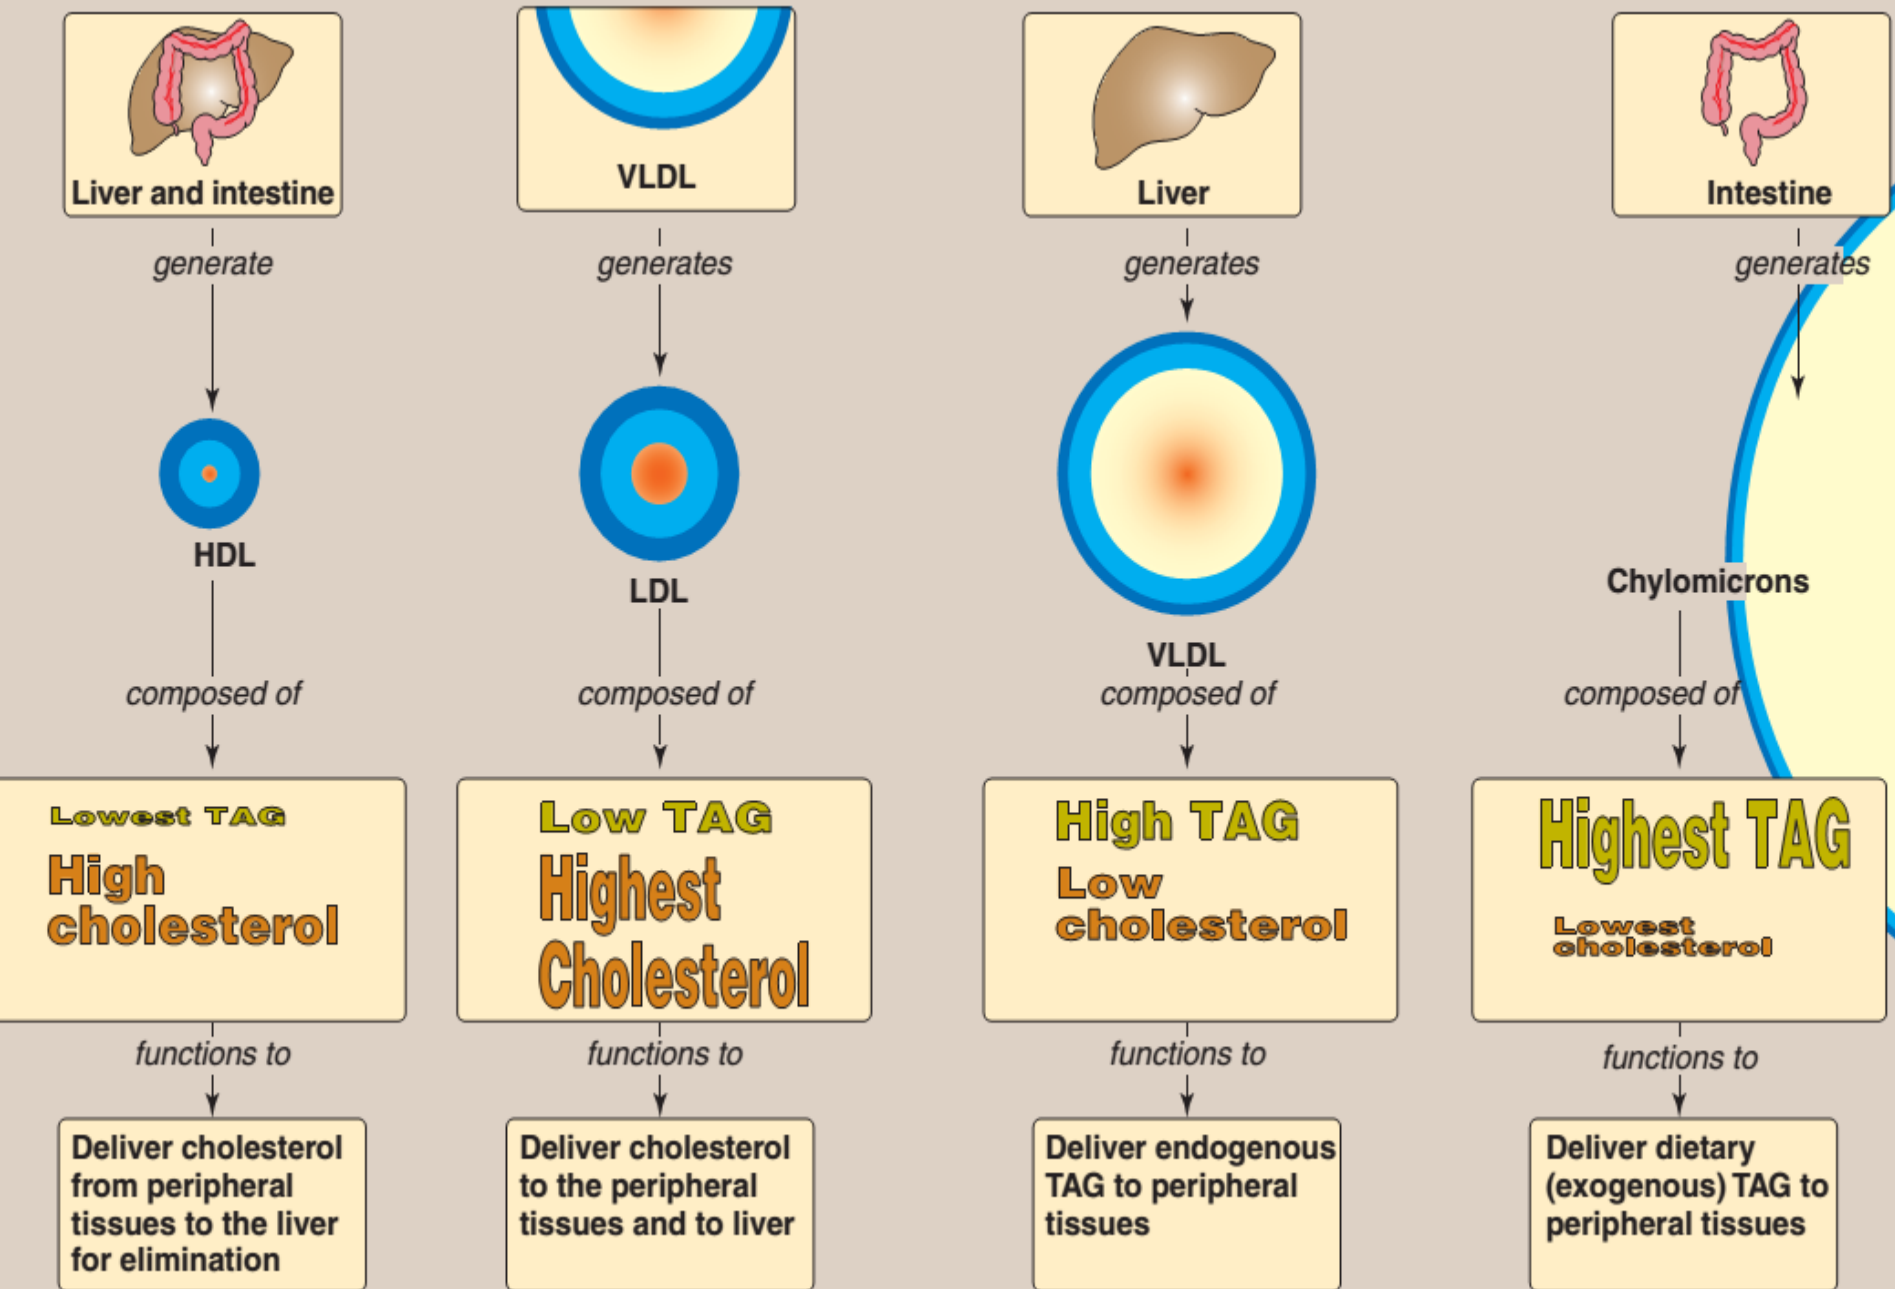 Liver and intestine
generate
HDL
composed of
Lowest TAG
High
cholesterol
functions to
Deliver cholesterol
from peripheral
tissues to the liver
for elimination
VLDL
generates
LDL
composed of
Low TAG
Highest
Cholesterol
functions to
Deliver cholesterol
to the peripheral
tissues and to liver
Liver
generates
VLDL
composed of
High TAG
Low
cholesterol
functions to
Deliver endogenous
TAG to peripheral
tissues
Intestine
generates
Chylomicrons
composed of
Highest TAG
Lowest
cholesterol
functions to
Deliver dietary
(exogenous) TAG to
peripheral tissues